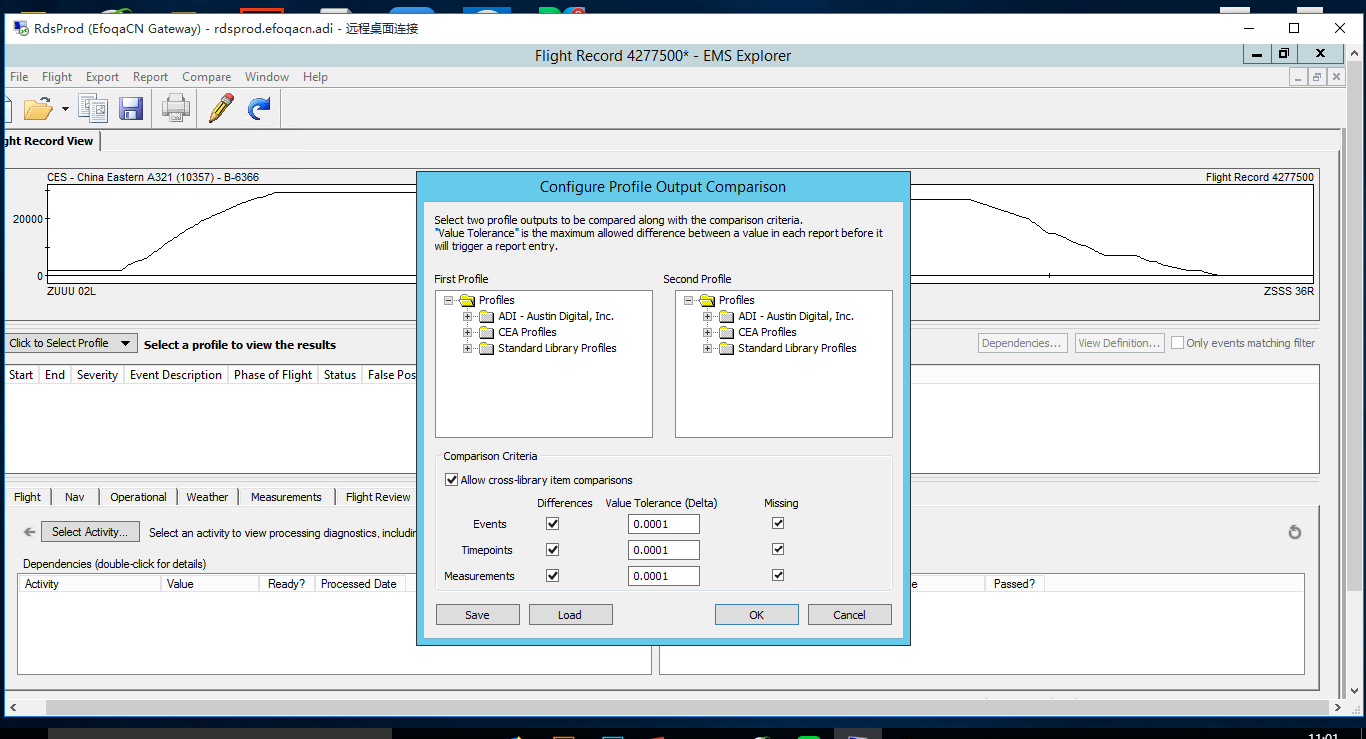 RdsProd (EfoqaCN Gateway) - rdsprod.efoqacn.adi - 远程桌面连接
Flight Record 4277500* - EMS Explorer
File Flight Export Report Compare Window Help
ght Record View
CES - China Eastern A321 (10357) - B-6366
Flight Record 4277500
20000
0
ZUUU 02L
ZSSS 36R
Click to Select Profile
Select a profile to view the results
Dependencies...
View Definition...
Only events matching filter
Start End Severity Event Description Phase of Flight Status False Pos
Flight Nav Operational Weather Measurements Flight Review
Select Activity...
Select an activity to view processing diagnostics, includin
Dependencies (double-click for details)
Activity Value Ready? Processed Date
e Passed?
Configure Profile Output Comparison
Select two profile outputs to be compared along with the comparison criteria.
"Value Tolerance" is the maximum allowed difference between a value in each report before it
will trigger a report entry.
First Profile
Profiles
ADI - Austin Digital, Inc.
CEA Profiles
Standard Library Profiles
Second Profile
Profiles
ADI - Austin Digital, Inc.
CEA Profiles
Standard Library Profiles
Comparison Criteria
Allow cross-library item comparisons
Differences Value Tolerance (Delta) Missing
Events 0.0001
Timepoints 0.0001
Measurements 0.0001
Save Load OK Cancel
11:01